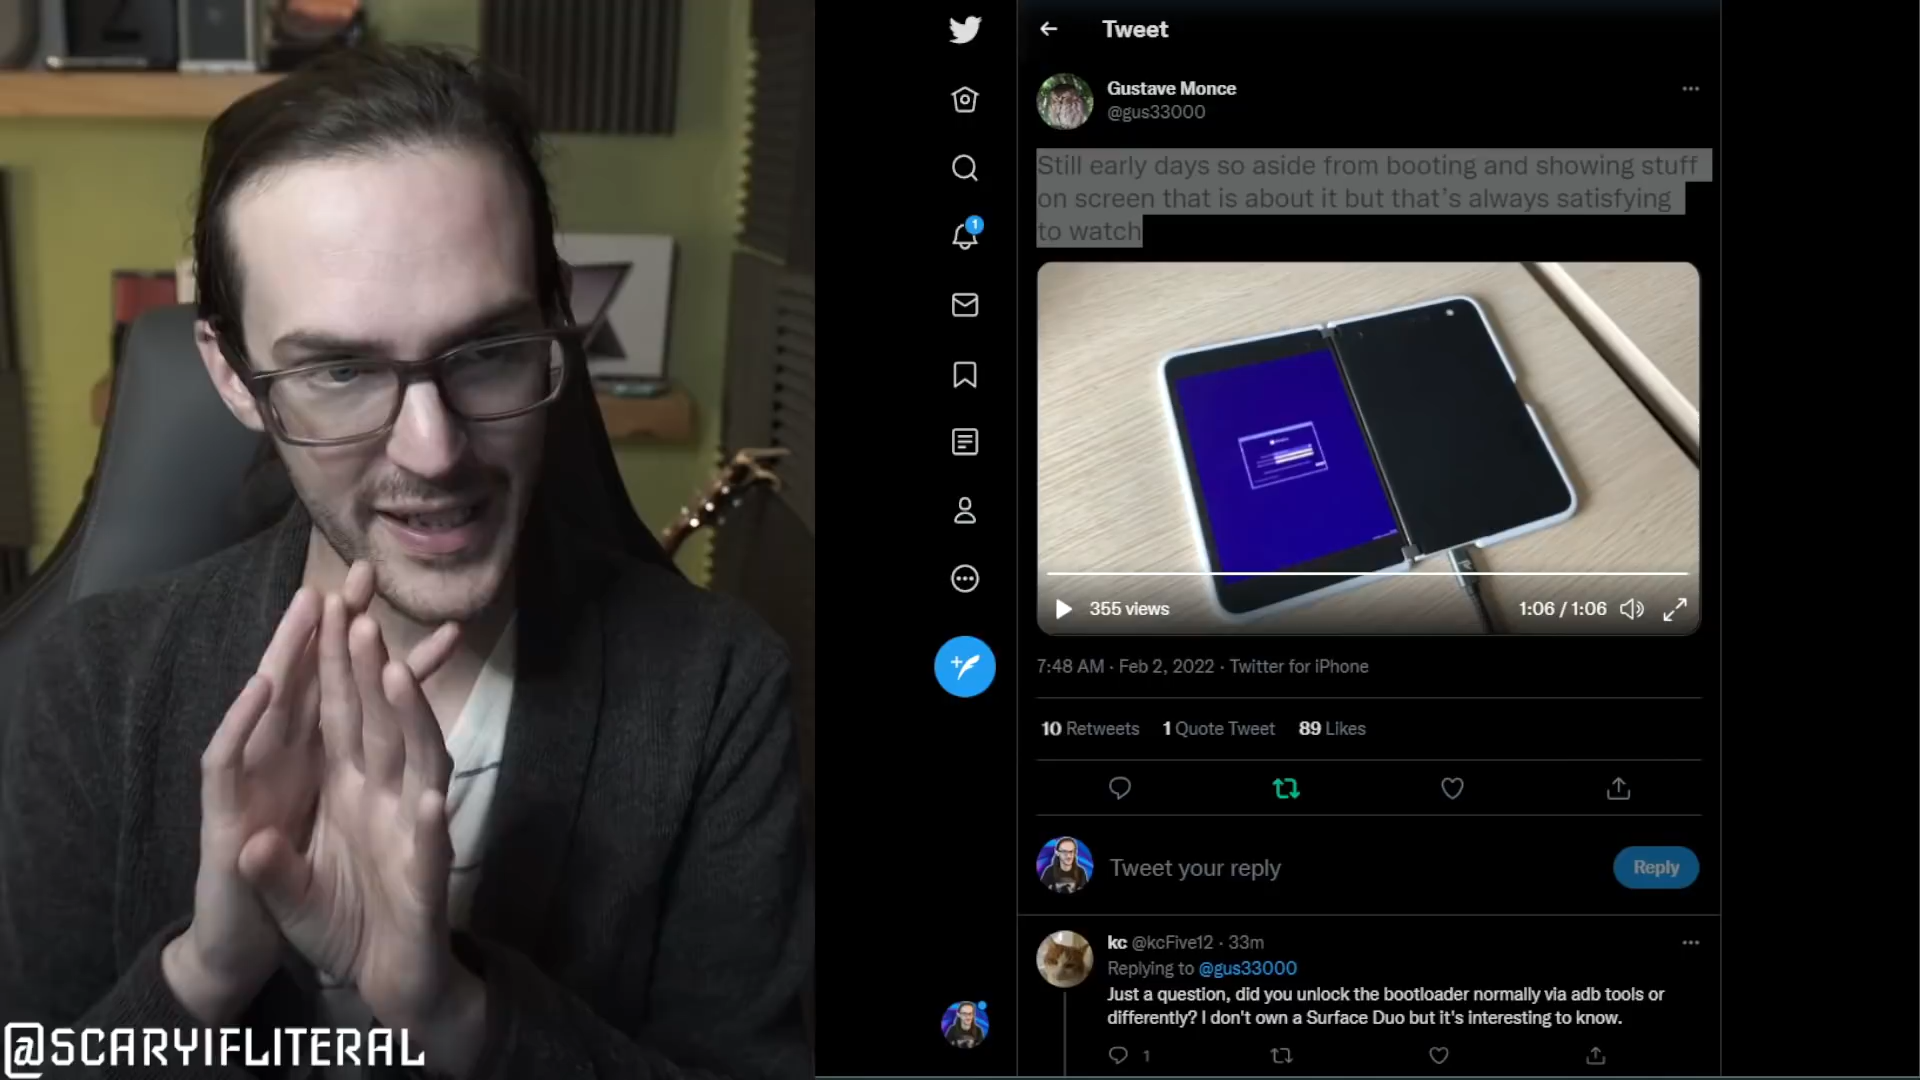 Tweet
Gustave Monce
@gus33000
Still early days so aside from booting and showing stuff
on screen that is about it but that's always satisfying
to watch
1
355 views
1:06 / 1:06
7:48 AM · Feb 2, 2022 · Twitter for iPhone
10 Retweets 1 Quote Tweet 89 Likes
Tweet your reply
Reply
kc @kcFive12 · 33m
Replying to @gus33000
Just a question, did you unlock the bootloader normally via adb tools or
differently? I don't own a Surface Duo but it's interesting to know.
1
@SCARYIFLITERAL